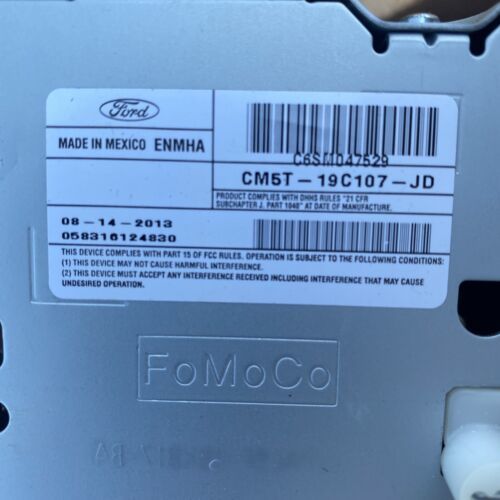 Ford
MADE IN MEXICO ENMHA
C6SM047529
CM5T-19C107-JD
PRODUCT COMPLIES WITH DHHS RULES "21 CFR
SUBCHAPTER J, PART 1040" AT DATE OF MANUFACTURE.
08-14-2013
058316124830
THIS DEVICE COMPLIES WITH PART 15 OF FCC RULES. OPERATION IS SUBJECT TO THE FOLLOWING CONDITIONS:
(1) THIS DEVICE MAY NOT CAUSE HARMFUL INTERFERENCE.
(2) THIS DEVICE MUST ACCEPT ANY INTERFERENCE RECEIVED INCLUDING INTERFERENCE THAT MAY CAUSE
UNDESIRED OPERATION.
FoMoCo